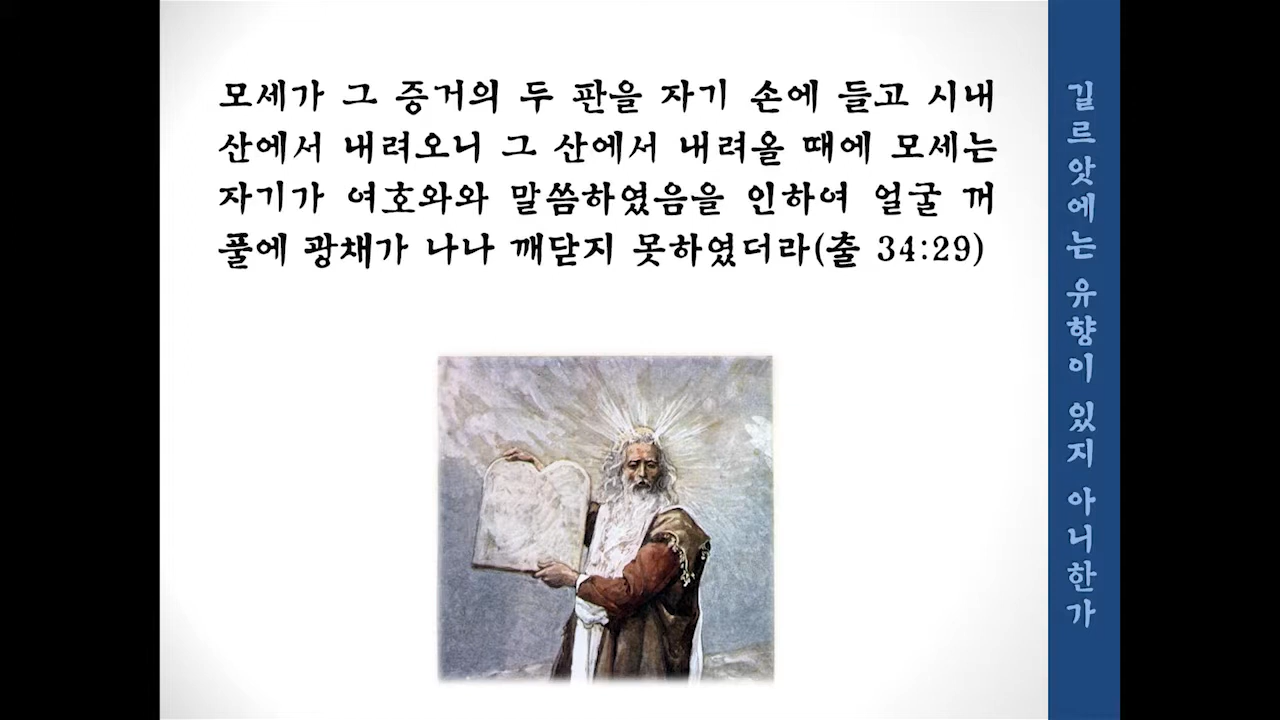 모세가 그 증거의 두 판을 자기 손에 들고 시내
산에서 내려오니 그 산에서 내려올 때에 모세는
자기가 여호와와 말씀하였음을 인하여 얼굴 꺼
풀에 광채가 나나 깨닫지 못하였더라(출 34:29)
길르앗에는 유향이 있지 아니한가